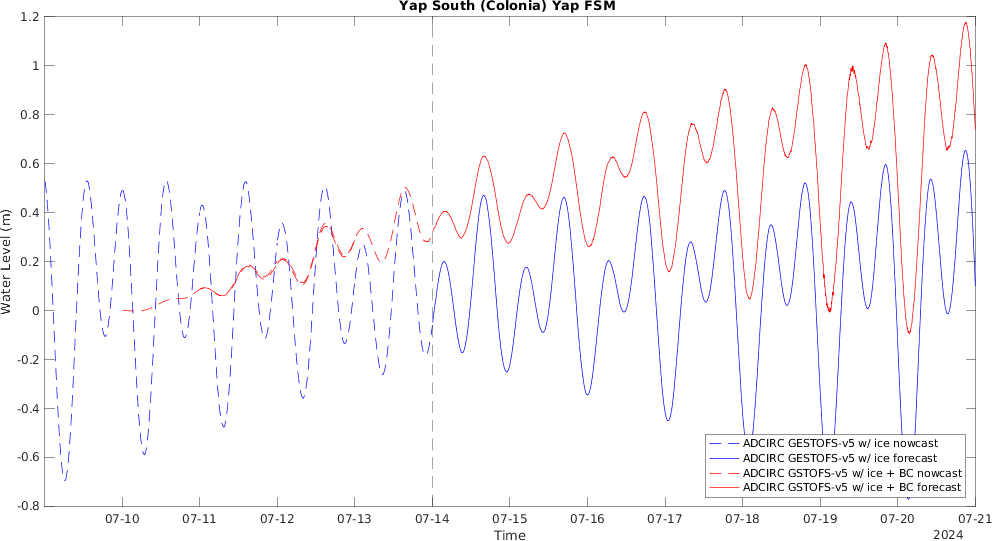 Yap South (Colonia) Yap FSM
1.2
1
0.8
0.6
0.4
0.2
0
-0.2
-0.4
-0.6
-0.8
Water Level (m)
ADCIRC GESTOFS-v5 w/ ice nowcast
ADCIRC GESTOFS-v5 w/ ice forecast
ADCIRC GSTOFS-v5 w/ ice + BC nowcast
ADCIRC GSTOFS-v5 w/ ice + BC forecast
07-10 07-11 07-12 07-13 07-14 07-15 07-16 07-17 07-18 07-19 07-20 07-21
Time
2024